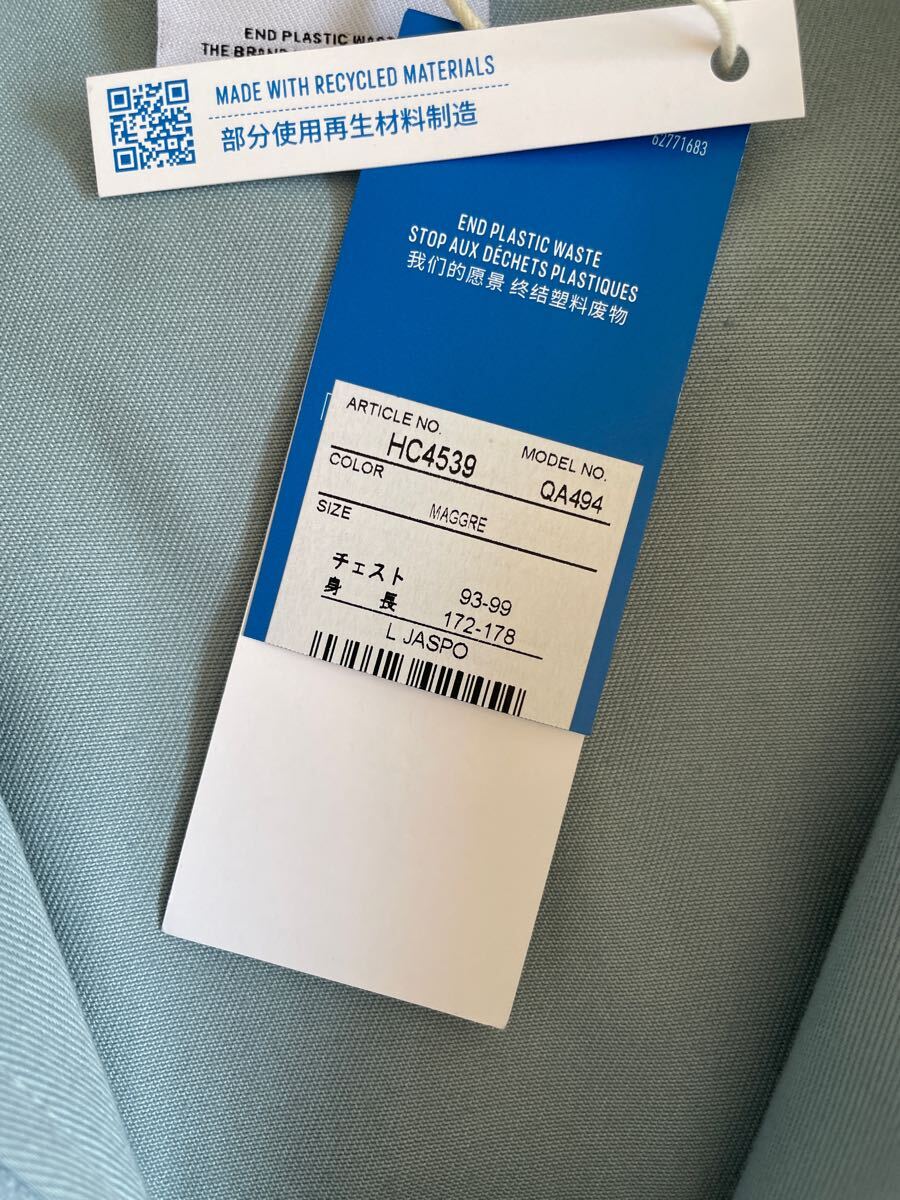 END PLASTIC
THE
MADE WITH RECYCLED MATERIALS
部分使用再生材料制造
62771683
END PLASTIC WASTE
STOP AUX DÉCHETS PLASTIQUES
我们的愿景 终结塑料废物
ARTICLE NO.
HC4539
MODEL NO.
QA494
COLOR
MAGGRE
SIZE
チェスト 93-99
身 長 172-178
L JASPO